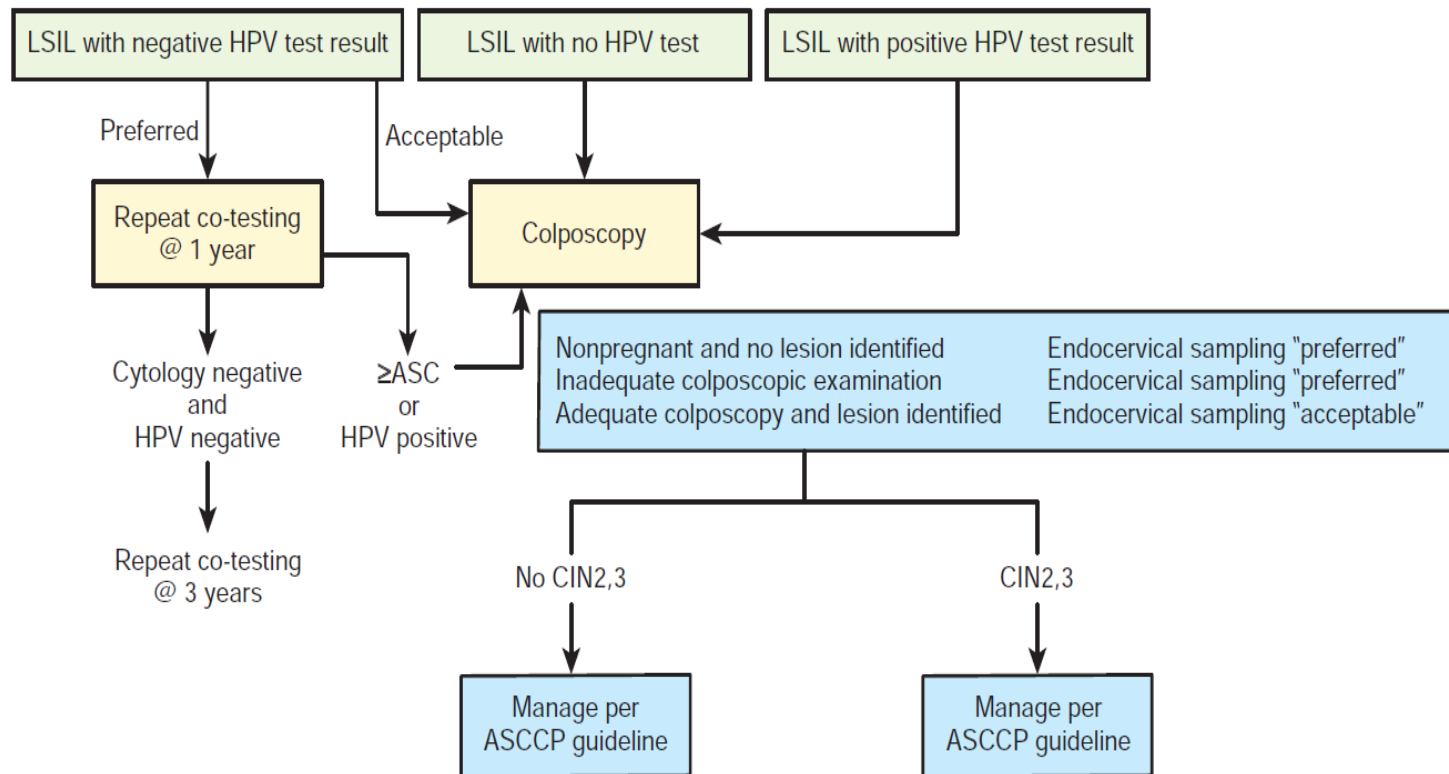 LSIL with negative HPV test result
LSIL with no HPV test
LSIL with positive HPV test result
Preferred
Acceptable
Repeat co-testing
@ 1 year
Colposcopy
Cytology negative
and
HPV negative
≥ASC
or
HPV positive
Nonpregnant and no lesion identified Endocervical sampling “preferred”
Inadequate colposcopic examination Endocervical sampling “preferred”
Adequate colposcopy and lesion identified Endocervical sampling “acceptable”
Repeat co-testing
@ 3 years
No CIN2,3
CIN2,3
Manage per
ASCCP guideline
Manage per
ASCCP guideline